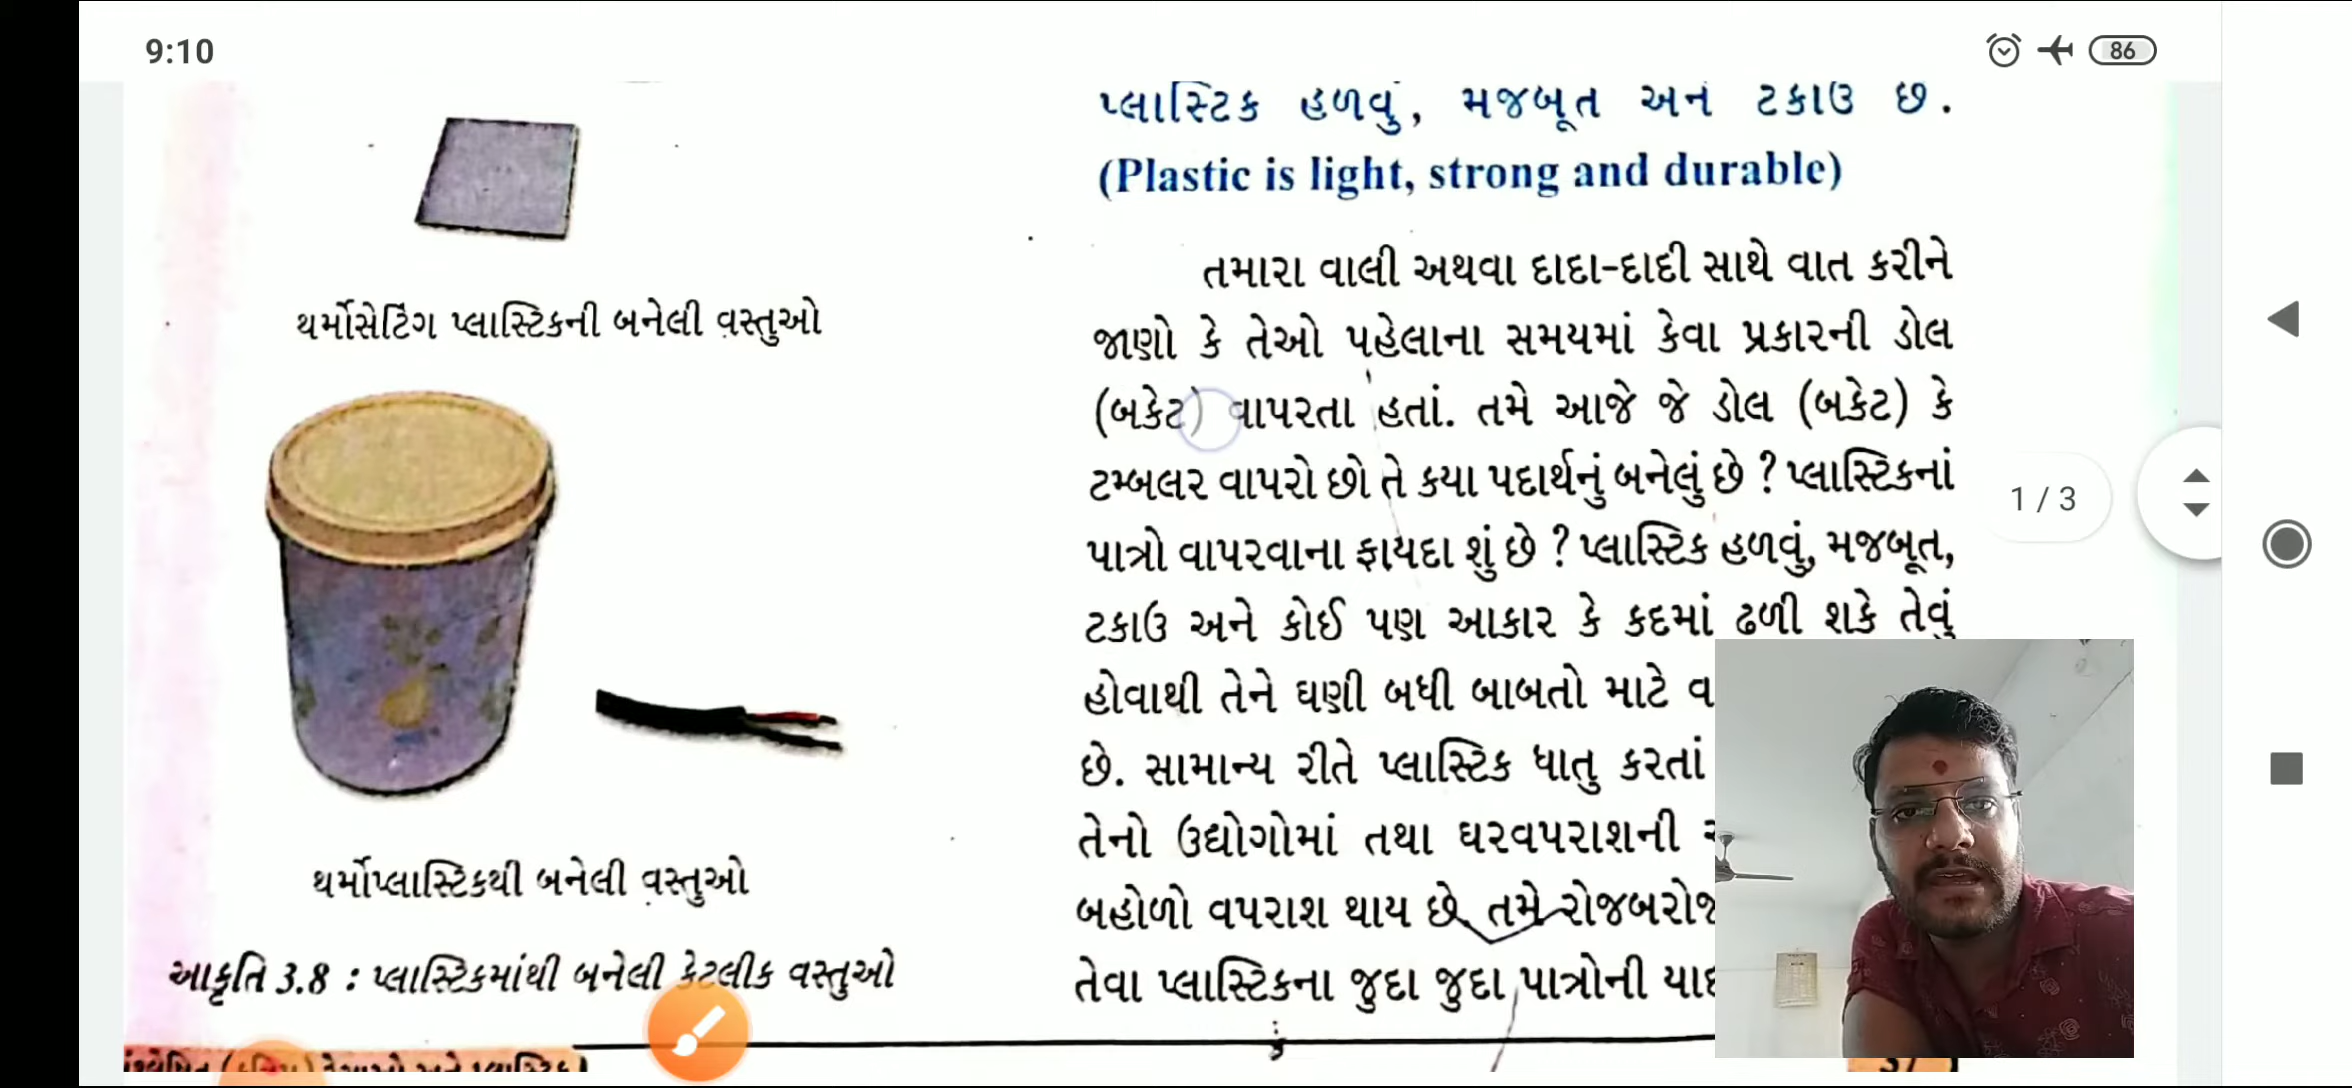 9:10
86
થર્મોસેટિંગ પ્લાસ્ટિકની બનેલી વસ્તુઓ
થર્મોપ્લાસ્ટિકથી બનેલી વસ્તુઓ
આકૃતિ 3.8 : પ્લાસ્ટિકમાંથી બનેલી કેટલીક વસ્તુઓ
પ્લાસ્ટિક હળવું, મજબૂત અને ટકાઉ છે.
(Plastic is light, strong and durable)
તમારા વાલી અથવા દાદા-દાદી સાથે વાત કરીને
જાણો કે તેઓ પહેલાના સમયમાં કેવા પ્રકારની ડોલ
(બકેટ) વાપરતા હતાં. તમે આજે જે ડોલ (બકેટ) કે
ટમ્બલર વાપરો છો તે કયા પદાર્થનું બનેલું છે ? પ્લાસ્ટિકનાં
પાત્રો વાપરવાના ફાયદા શું છે ? પ્લાસ્ટિક હળવું, મજબૂત,
ટકાઉ અને કોઈ પણ આકાર કે કદમાં ઢળી શકે તેવું
હોવાથી તેને ઘણી બધી બાબતો માટે
છે. સામાન્ય રીતે પ્લાસ્ટિક ધાતુ કરતાં
તેનો ઉદ્યોગોમાં તથા ઘરવપરાશની
બહોળો વપરાશ થાય છે. તમે રોજબરોજ
તેવા પ્લાસ્ટિકના જુદા જુદા પાત્રોની
1 / 3